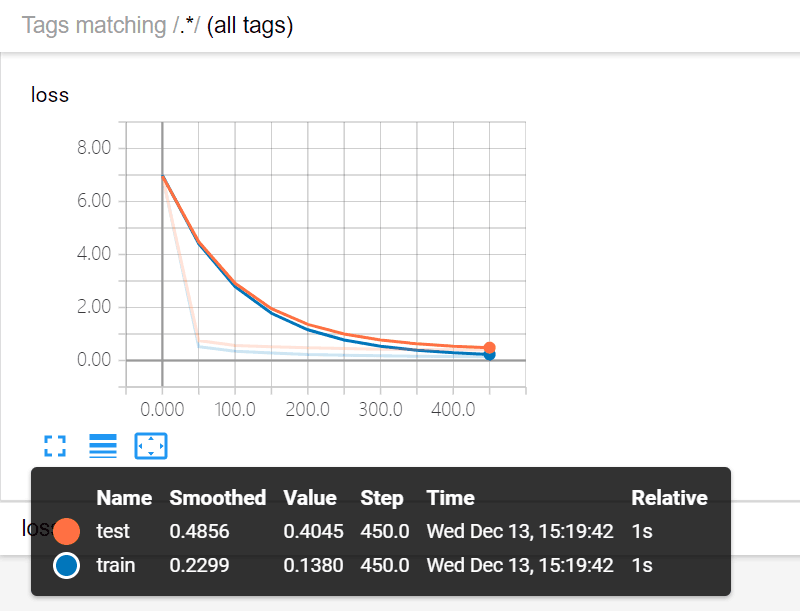 Tags matching /.*/ (all tags)
loss
8.00
6.00
4.00
2.00
0.00
0.000 100.0 200.0 300.0 400.0
Name Smoothed Value Step Time Relative
los
test 0.4856 0.4045 450.0 Wed Dec 13, 15:19:42 1s
train 0.2299 0.1380 450.0 Wed Dec 13, 15:19:42 1s